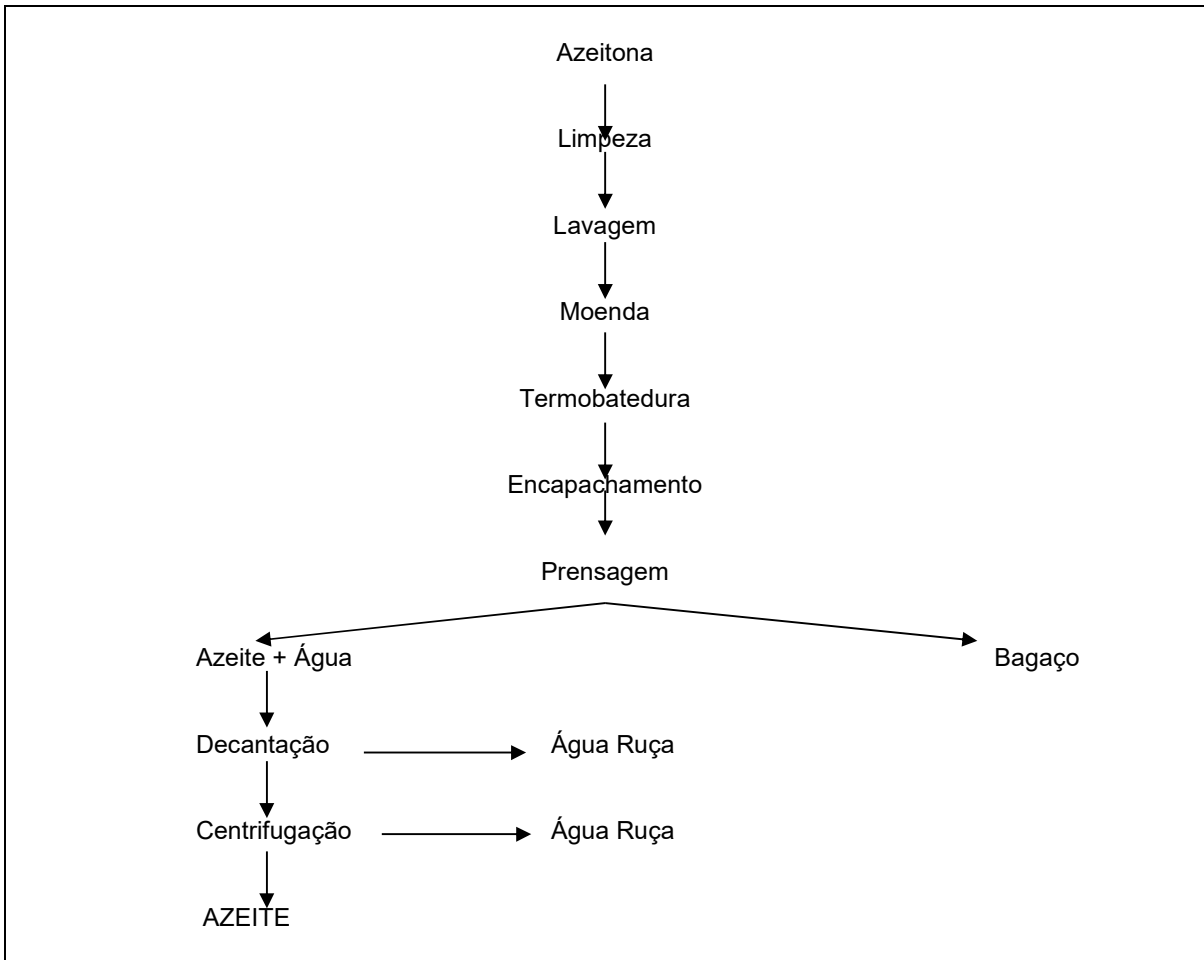 Azeitona
Limpeza
Lavagem
Moenda
Termobatedura
Encapachamento
Prensagem
Azeite + Água Bagaço
Decantação Água Ruça
Centrifugação Água Ruça
AZEITE